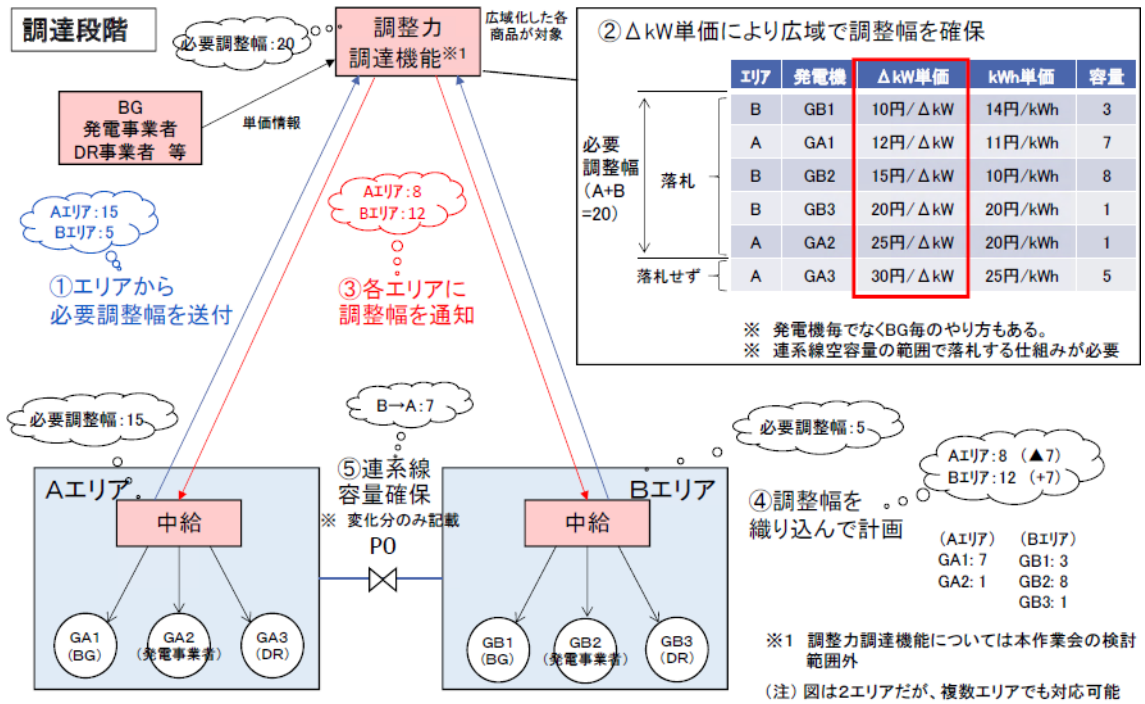 調達段階
必要調整幅:20
調整力
調達機能※1
広域化した各
商品が対象
BG
発電事業者
DR事業者 等
単価情報
②ΔkW単価により広域で調整幅を確保
エリア 発電機 ΔkW単価 kWh単価 容量
B GB1 10円/ΔkW 14円/kWh 3
A GA1 12円/ΔkW 11円/kWh 7
B GB2 15円/ΔkW 10円/kWh 8
B GB3 20円/ΔkW 20円/kWh 1
A GA2 25円/ΔkW 20円/kWh 1
A GA3 30円/ΔkW 25円/kWh 5
必要
調整幅
(A+B
=20)
落札
落札せず
※ 発電機毎でなくBG毎のやり方もある。
※ 連系線空容量の範囲で落札する仕組みが必要
Aエリア:15
Bエリア:5
①エリアから
必要調整幅を送付
Aエリア:8
Bエリア:12
③各エリアに
調整幅を通知
必要調整幅:15
B→A:7
必要調整幅:5
Aエリア:8 (▲7)
Bエリア:12 (+7)
Aエリア
中給
GA1
(BG)
GA2
(発電事業者)
GA3
(DR)
⑤連系線
容量確保
※ 変化分のみ記載
PO
Bエリア
中給
GB1
(BG)
GB2
(発電事業者)
GB3
(DR)
④調整幅を
織り込んで計画
(Aエリア) (Bエリア)
GA1: 7 GB1: 3
GA2: 1 GB2: 8
GB3: 1
※1 調整力調達機能については本作業会の検討
範囲外
(注) 図は2エリアだが、複数エリアでも対応可能